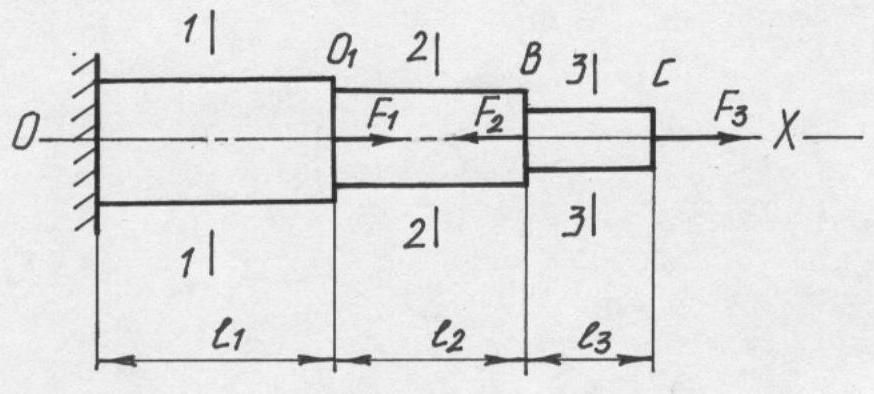 1 O₁ 2 B 3 C
O F₁ F₂ F₃ X
1 2 3
l₁ l₂ l₃